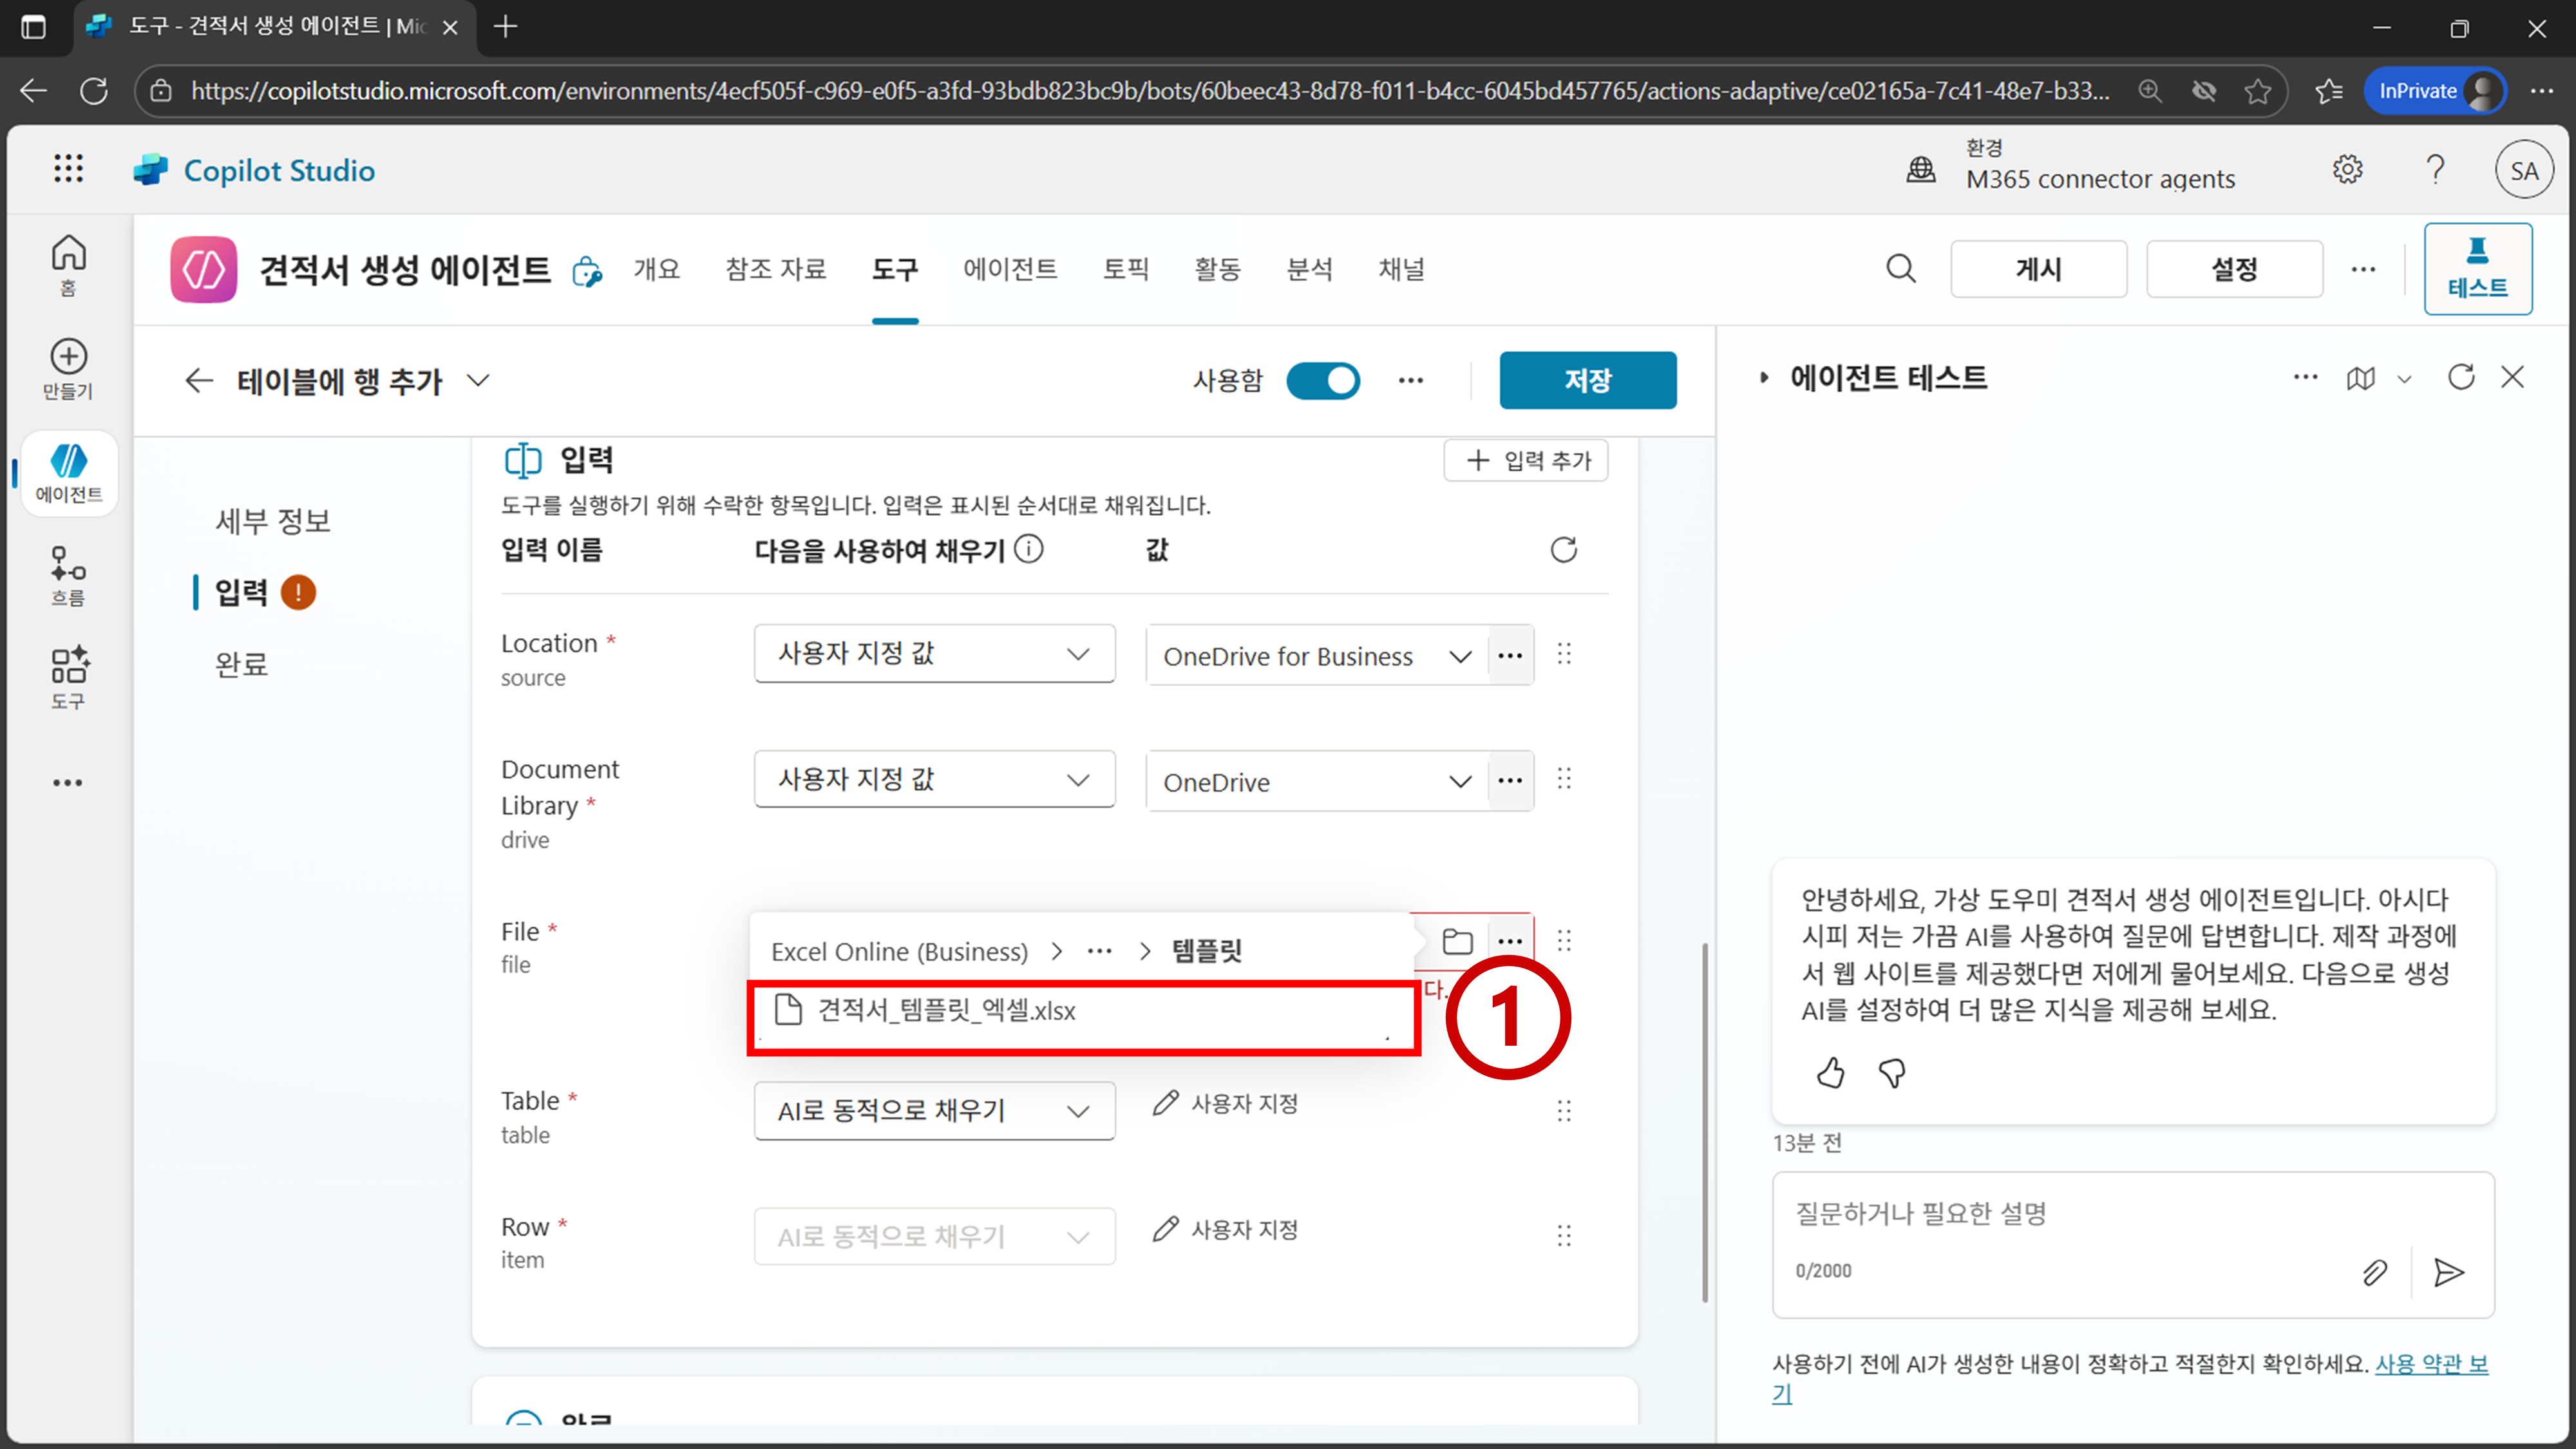 도구 - 견적서 생성 에이전트 | Mic
https://copilotstudio.microsoft.com/environments/4ecf505f-c969-e0f5-a3fd-93bdb823bc9b/bots/60beec43-8d78-f011-b4cc-6045bd457765/actions-adaptive/ce02165a-7c41-48e7-b33...
InPrivate
Copilot Studio
환경
M365 connector agents
SA
홈
만들기
에이전트
흐름
도구
견적서 생성 에이전트
개요
참조 자료
도구
에이전트
토픽
활동
분석
채널
게시
설정
테스트
테이블에 행 추가
사용함
저장
세부 정보
입력
완료
입력
입력 추가
도구를 실행하기 위해 수락한 항목입니다. 입력은 표시된 순서대로 채워집니다.
입력 이름
다음을 사용하여 채우기
값
Location *
source
사용자 지정 값
OneDrive for Business
Document
Library *
drive
사용자 지정 값
OneDrive
File *
file
Excel Online (Business) > ... > 템플릿
견적서_템플릿_엑셀.xlsx
다.
1
Table *
table
AI로 동적으로 채우기
사용자 지정
Row *
item
AI로 동적으로 채우기
사용자 지정
에이전트 테스트
안녕하세요, 가상 도우미 견적서 생성 에이전트입니다. 아시다
시피 저는 가끔 AI를 사용하여 질문에 답변합니다. 제작 과정에
서 웹 사이트를 제공했다면 저에게 물어보세요. 다음으로 생성
AI를 설정하여 더 많은 지식을 제공해 보세요.
13분 전
질문하거나 필요한 설명
0/2000
사용하기 전에 AI가 생성한 내용이 정확하고 적절한지 확인하세요. 사용 약관 보
기